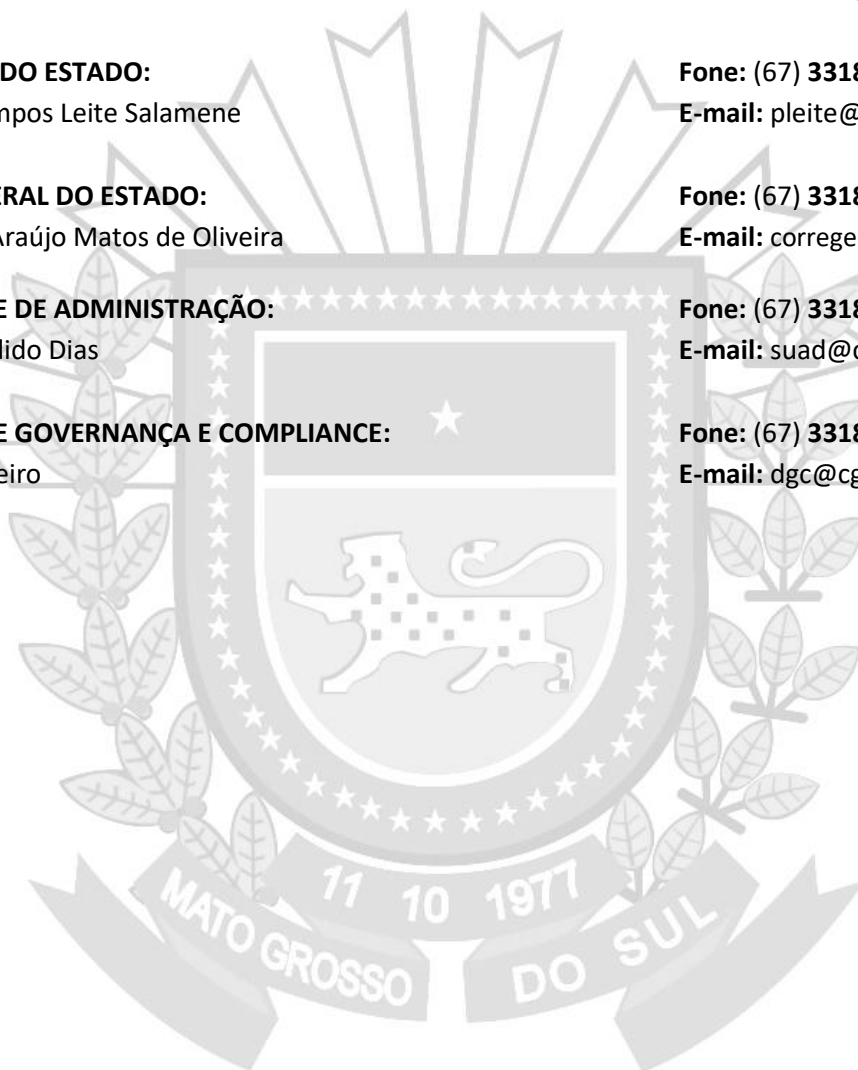 DO ESTADO: Fone: (67) 3318
mpos Leite Salamene E-mail: pleite@
ERAL DO ESTADO: Fone: (67) 3318
Araújo Matos de Oliveira E-mail: correge
E DE ADMINISTRAÇÃO: Fone: (67) 3318
dido Dias E-mail: suad@c
E GOVERNANÇA E COMPLIANCE: Fone: (67) 3318
eiro E-mail: dgc@cg
11 10 1977
MATO GROSSO DO SUL